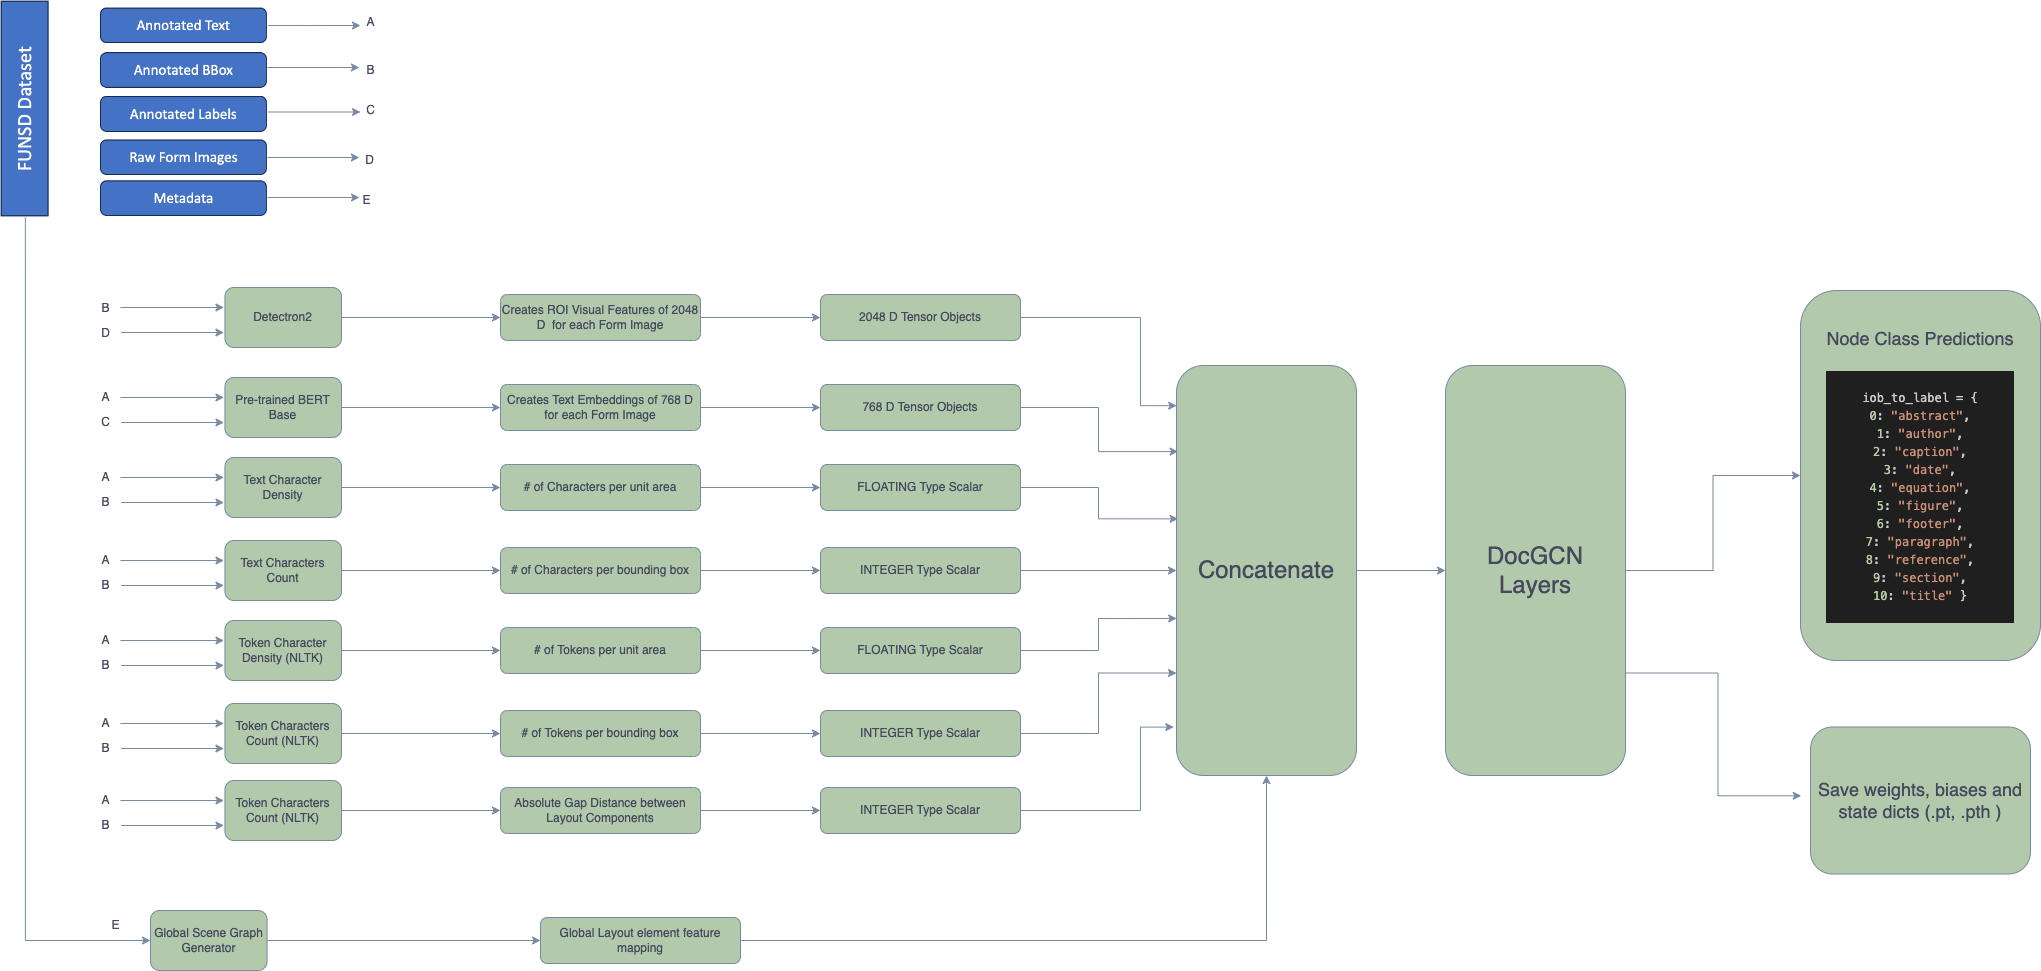 FUNSD Dataset
Annotated Text
A
Annotated BBox
B
Annotated Labels
C
Raw Form Images
D
Metadata
E
B
D
Detectron2
Creates ROI Visual Features of 2048
D for each Form Image
2048 D Tensor Objects
A
C
Pre-trained BERT
Base
Creates Text Embeddings of 768 D
for each Form Image
768 D Tensor Objects
A
B
Text Character
Density
# of Characters per unit area
FLOATING Type Scalar
A
B
Text Characters
Count
# of Characters per bounding box
INTEGER Type Scalar
A
B
Token Character
Density (NLTK)
# of Tokens per unit area
FLOATING Type Scalar
A
B
Token Characters
Count (NLTK)
# of Tokens per bounding box
INTEGER Type Scalar
A
B
Token Characters
Count (NLTK)
Absolute Gap Distance between
Layout Components
INTEGER Type Scalar
E
Global Scene Graph
Generator
Global Layout element feature
mapping
Concatenate
DocGCN
Layers
Node Class Predictions
iob_to_label = {
0: "abstract",
1: "author",
2: "caption",
3: "date",
4: "equation",
5: "figure",
6: "footer",
7: "paragraph",
8: "reference",
9: "section",
10: "title" }
Save weights, biases and
state dicts (.pt, .pth )